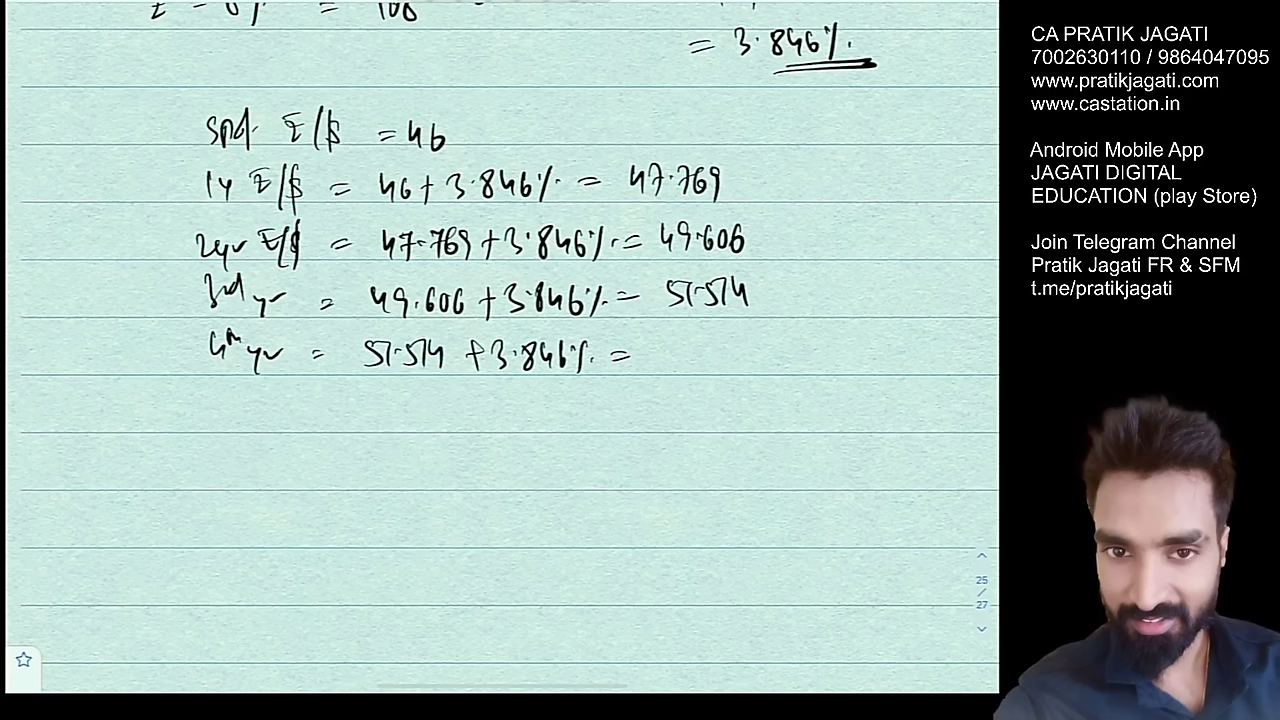 = 108
= 3.846%.
spot ₹/$ = 46
1y ₹/$ = 46 + 3.846% = 47.769
2yr ₹/$ = 47.769 + 3.846% = 49.606
3rd yr = 49.606 + 3.846% = 51.514
4th yr = 51.514 + 3.846% =
25
/
27
CA PRATIK JAGATI
7002630110 / 9864047095
www.pratikjagati.com
www.castation.in
Android Mobile App
JAGATI DIGITAL
EDUCATION (play Store)
Join Telegram Channel
Pratik Jagati FR & SFM
t.me/pratikjagati